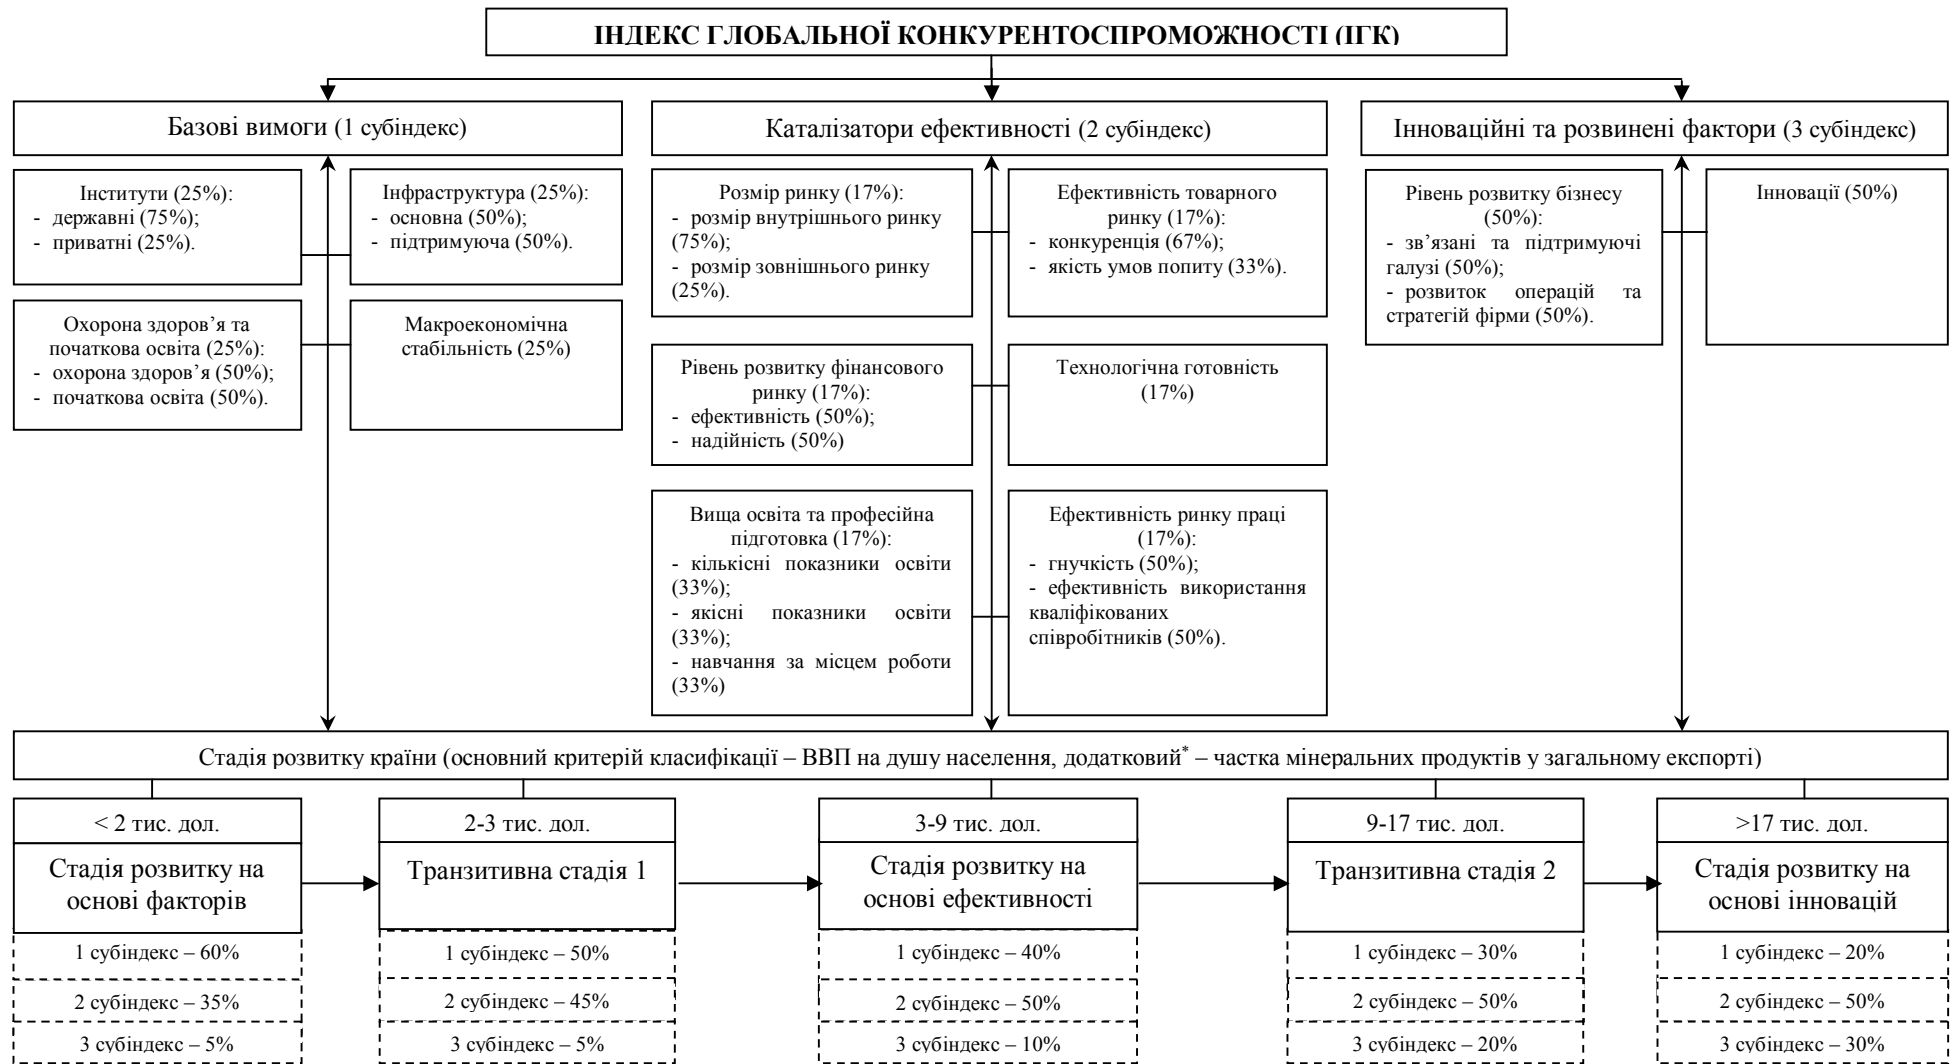 ІНДЕКС ГЛОБАЛЬНОЇ КОНКУРЕНТОСПРОМОЖНОСТІ (ІГК)
Базові вимоги (1 субіндекс)
Каталізатори ефективності (2 субіндекс)
Інноваційні та розвинені фактори (3 субіндекс)
Інститути (25%):
- державні (75%);
- приватні (25%).
Інфраструктура (25%):
- основна (50%);
- підтримуюча (50%).
Охорона здоров’я та
початкова освіта (25%):
- охорона здоров’я (50%);
- початкова освіта (50%).
Макроекономічна
стабільність (25%)
Розмір ринку (17%):
- розмір внутрішнього ринку
(75%);
- розмір зовнішнього ринку
(25%).
Ефективність товарного
ринку (17%):
- конкуренція (67%);
- якість умов попиту (33%).
Рівень розвитку фінансового
ринку (17%):
- ефективність (50%);
- надійність (50%)
Технологічна готовність
(17%)
Вища освіта та професійна
підготовка (17%):
- кількісні показники освіти
(33%);
- якісні показники освіти
(33%);
- навчання за місцем роботи
(33%)
Ефективність ринку праці
(17%):
- гнучкість (50%);
- ефективність використання
кваліфікованих
співробітників (50%).
Рівень розвитку бізнесу
(50%):
- зв’язані та підтримуючі
галузі (50%);
- розвиток операцій та
стратегій фірми (50%).
Інновації (50%)
Стадія розвитку країни (основний критерій класифікації – ВВП на душу населення, додатковий* – частка мінеральних продуктів у загальному експорті)
< 2 тис. дол.
Стадія розвитку на
основі факторів
1 субіндекс – 60%
2 субіндекс – 35%
3 субіндекс – 5%
2-3 тис. дол.
Транзитивна стадія 1
1 субіндекс – 50%
2 субіндекс – 45%
3 субіндекс – 5%
3-9 тис. дол.
Стадія розвитку на
основі ефективності
1 субіндекс – 40%
2 субіндекс – 50%
3 субіндекс – 10%
9-17 тис. дол.
Транзитивна стадія 2
1 субіндекс – 30%
2 субіндекс – 50%
3 субіндекс – 20%
>17 тис. дол.
Стадія розвитку на
основі інновацій
1 субіндекс – 20%
2 субіндекс – 50%
3 субіндекс – 30%